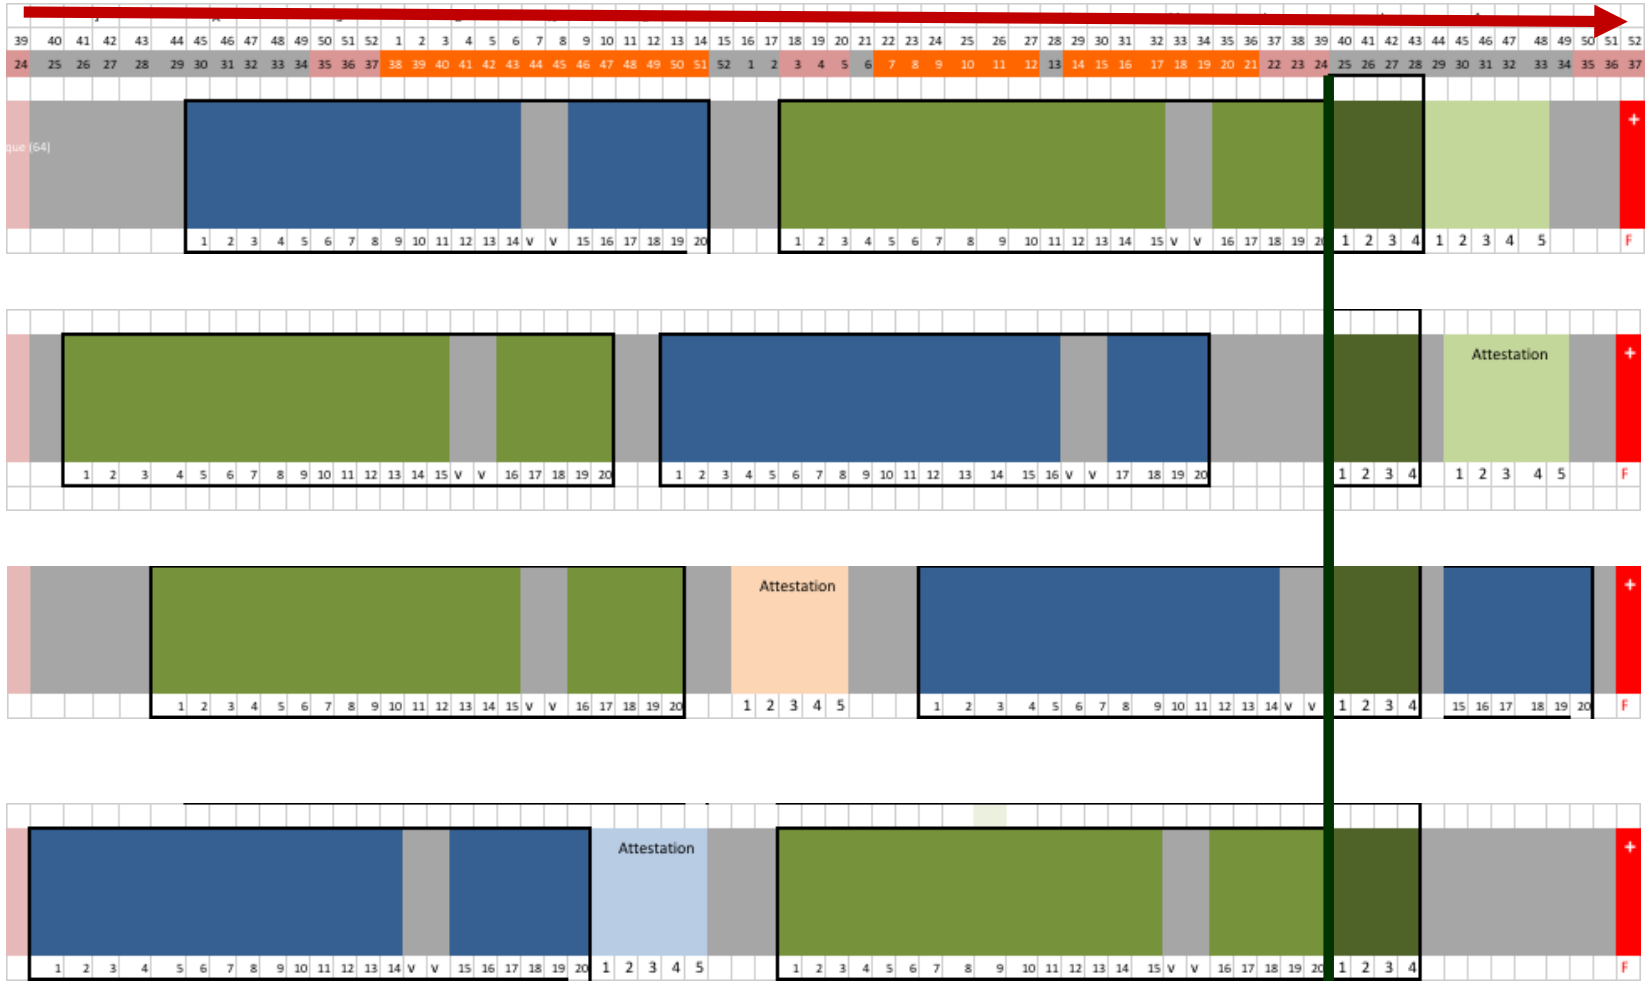 39 40 41 42 43 44 45 46 47 48 49 50 51 52 1 2 3 4 5 6 7 8 9 10 11 12 13 14 15 16 17 18 19 20 21 22 23 24 25 26 27 28 29 30 31 32 33 34 35 36 37 38 39 40 41 42 43 44 45 46 47 48 49 50 51 52
24 25 26 27 28 29 30 31 32 33 34 35 36 37 38 39 40 41 42 43 44 45 46 47 48 49 50 51 52 1 2 3 4 5 6 7 8 9 10 11 12 13 14 15 16 17 18 19 20 21 22 23 24 25 26 27 28 29 30 31 32 33 34 35 36 37
+
que (64)
1 2 3 4 5 6 7 8 9 10 11 12 13 14 V V 15 16 17 18 19 20 1 2 3 4 5 6 7 8 9 10 11 12 13 14 15 V V 16 17 18 19 20 1 2 3 4 1 2 3 4 5 F
Attestation +
1 2 3 4 5 6 7 8 9 10 11 12 13 14 15 V V 16 17 18 19 20 1 2 3 4 5 6 7 8 9 10 11 12 13 14 15 16 V V 17 18 19 20 1 2 3 4 1 2 3 4 5 F
Attestation +
1 2 3 4 5 6 7 8 9 10 11 12 13 14 15 V V 16 17 18 19 20 1 2 3 4 5 1 2 3 4 5 6 7 8 9 10 11 12 13 14 V V 1 2 3 4 15 16 17 18 19 20 F
Attestation +
1 2 3 4 5 6 7 8 9 10 11 12 13 14 V V 15 16 17 18 19 20 1 2 3 4 5 1 2 3 4 5 6 7 8 9 10 11 12 13 14 15 V V 16 17 18 19 20 1 2 3 4 F